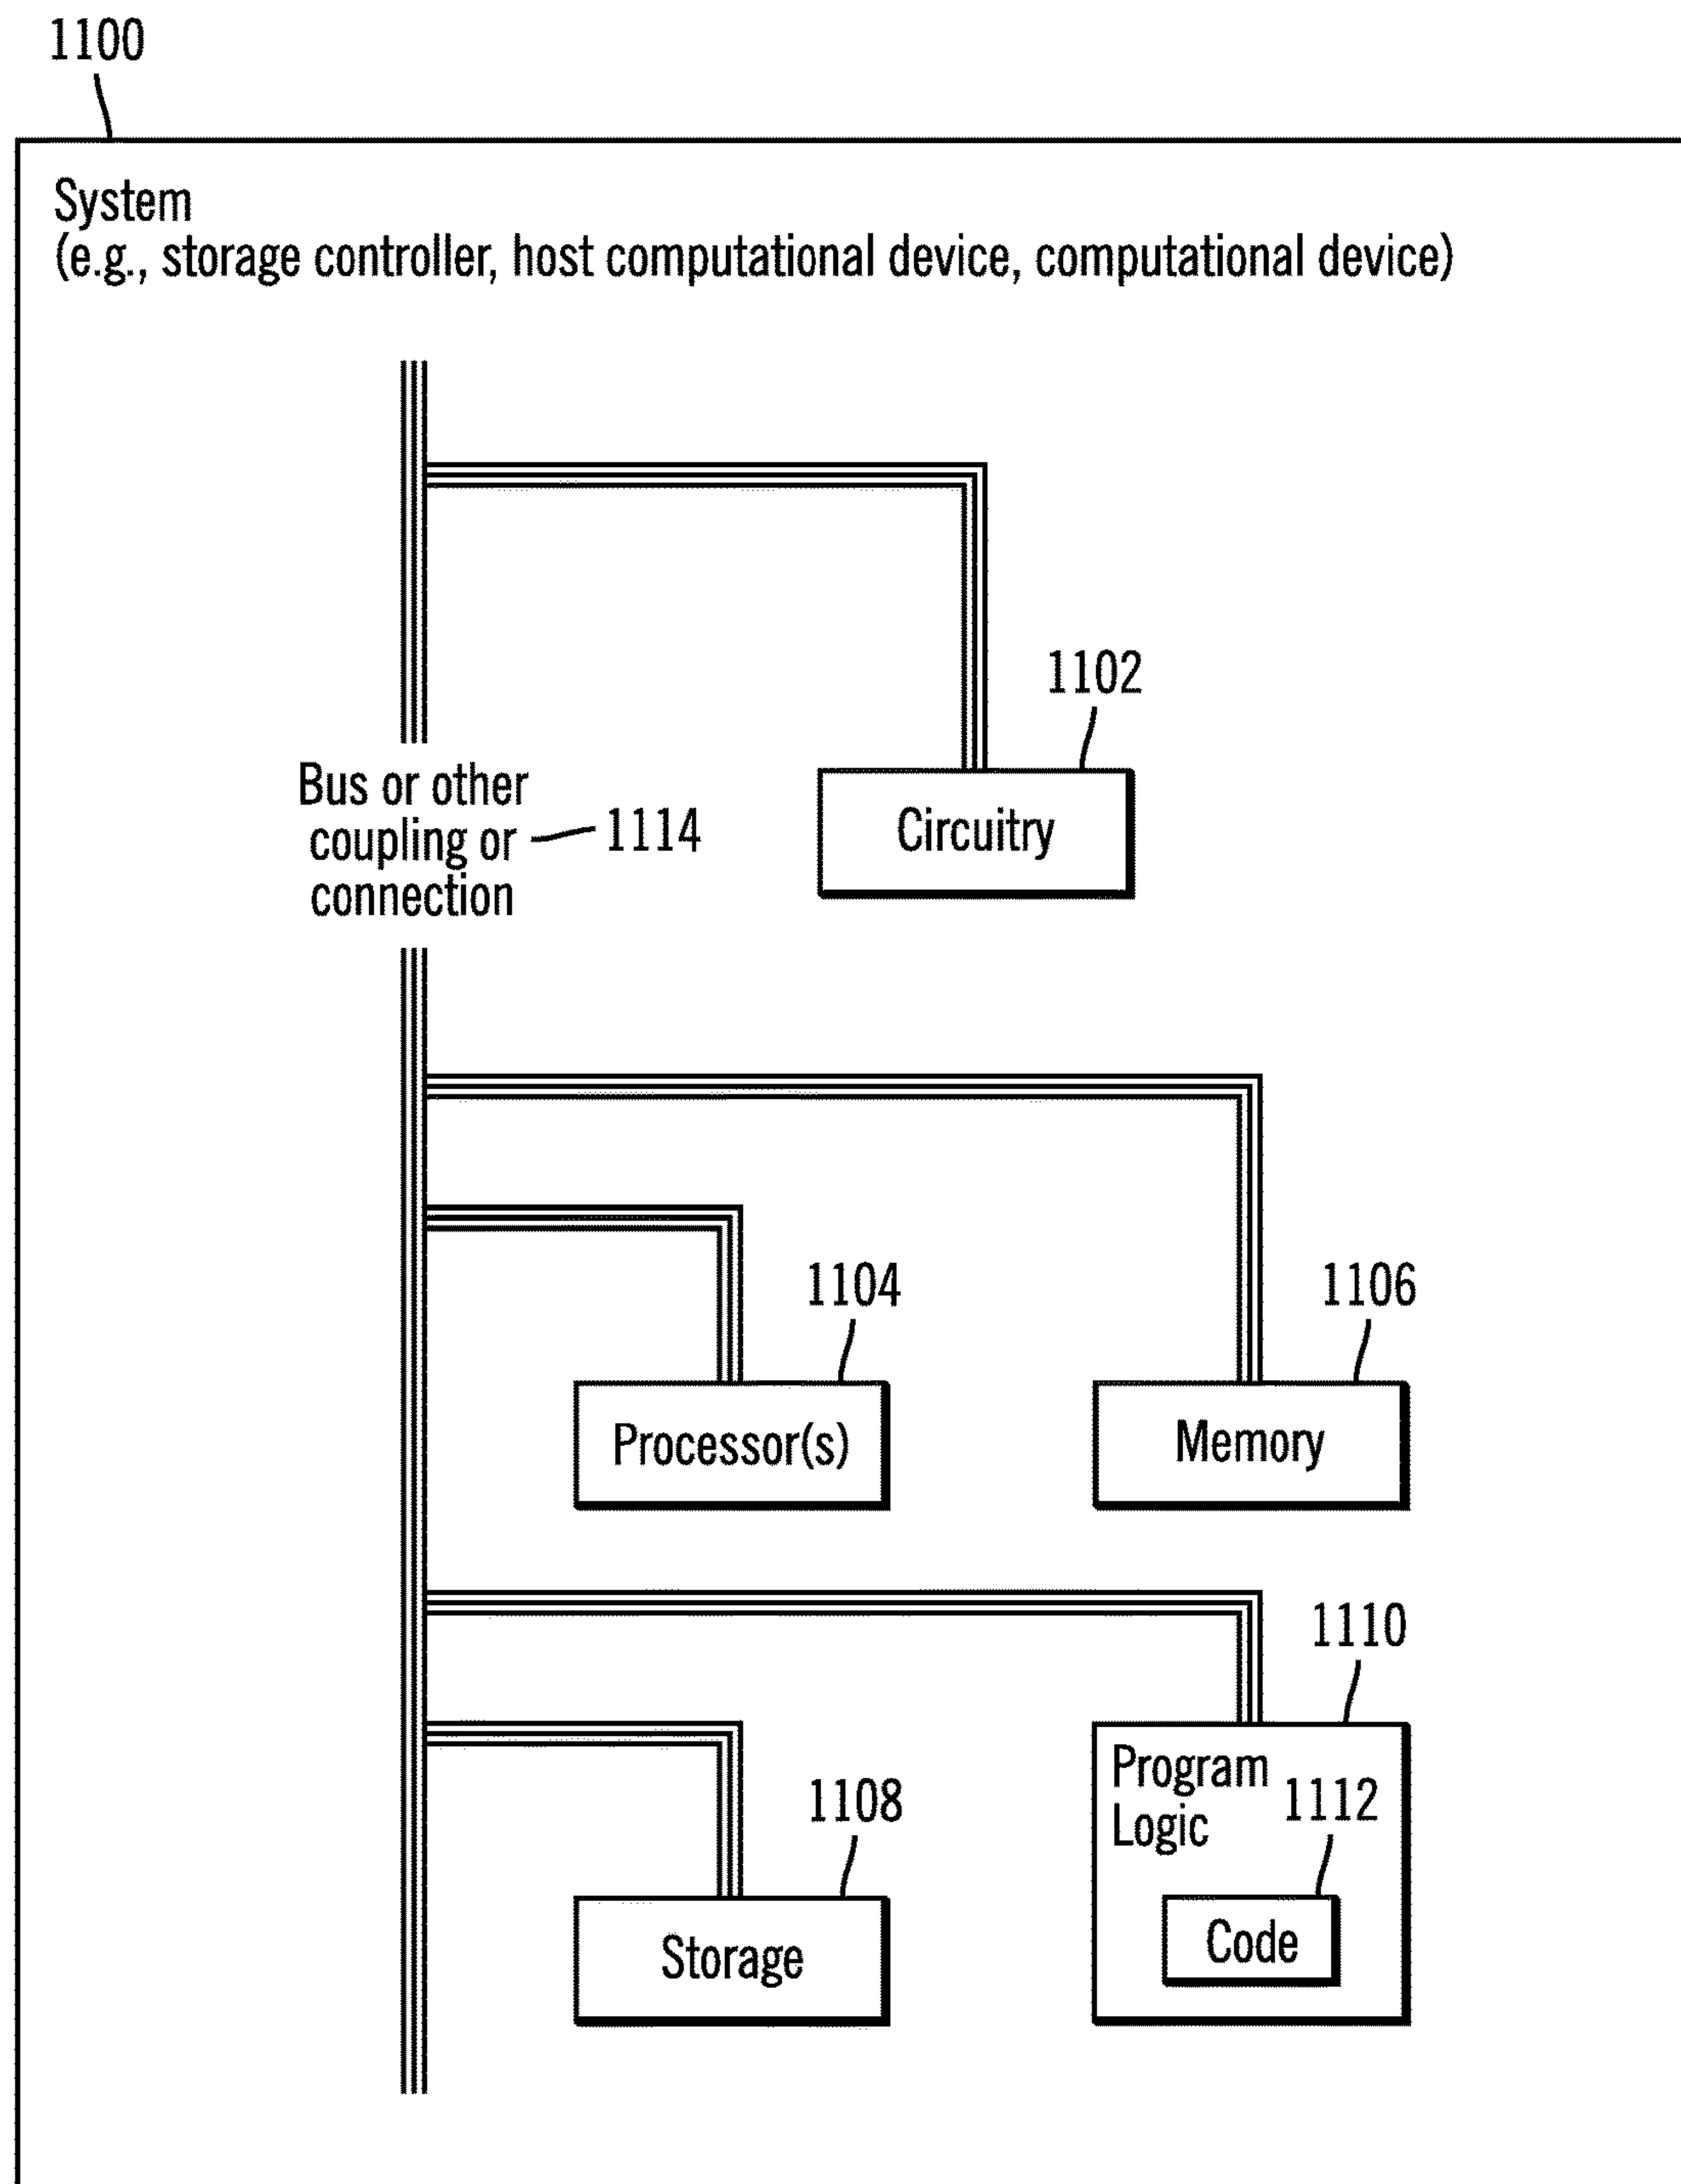 1100
System
(e.g., storage controller, host computational device, computational device)
1102
Bus or other
coupling or
connection
1114
Circuitry
1104
1106
Processor(s)
Memory
1110
Program
Logic
1108
1112
Storage
Code